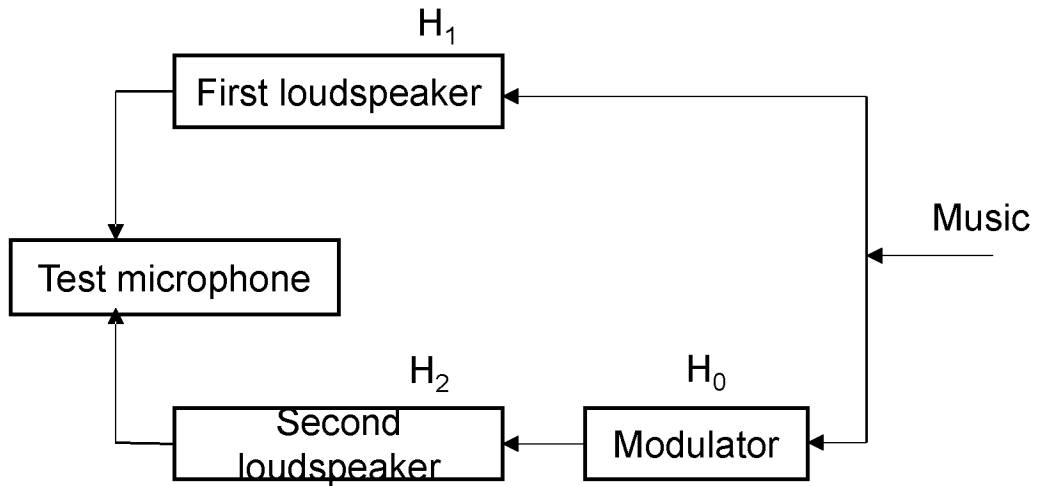 H₁
First loudspeaker
Music
Test microphone
H₂
H₀
Second
loudspeaker
Modulator